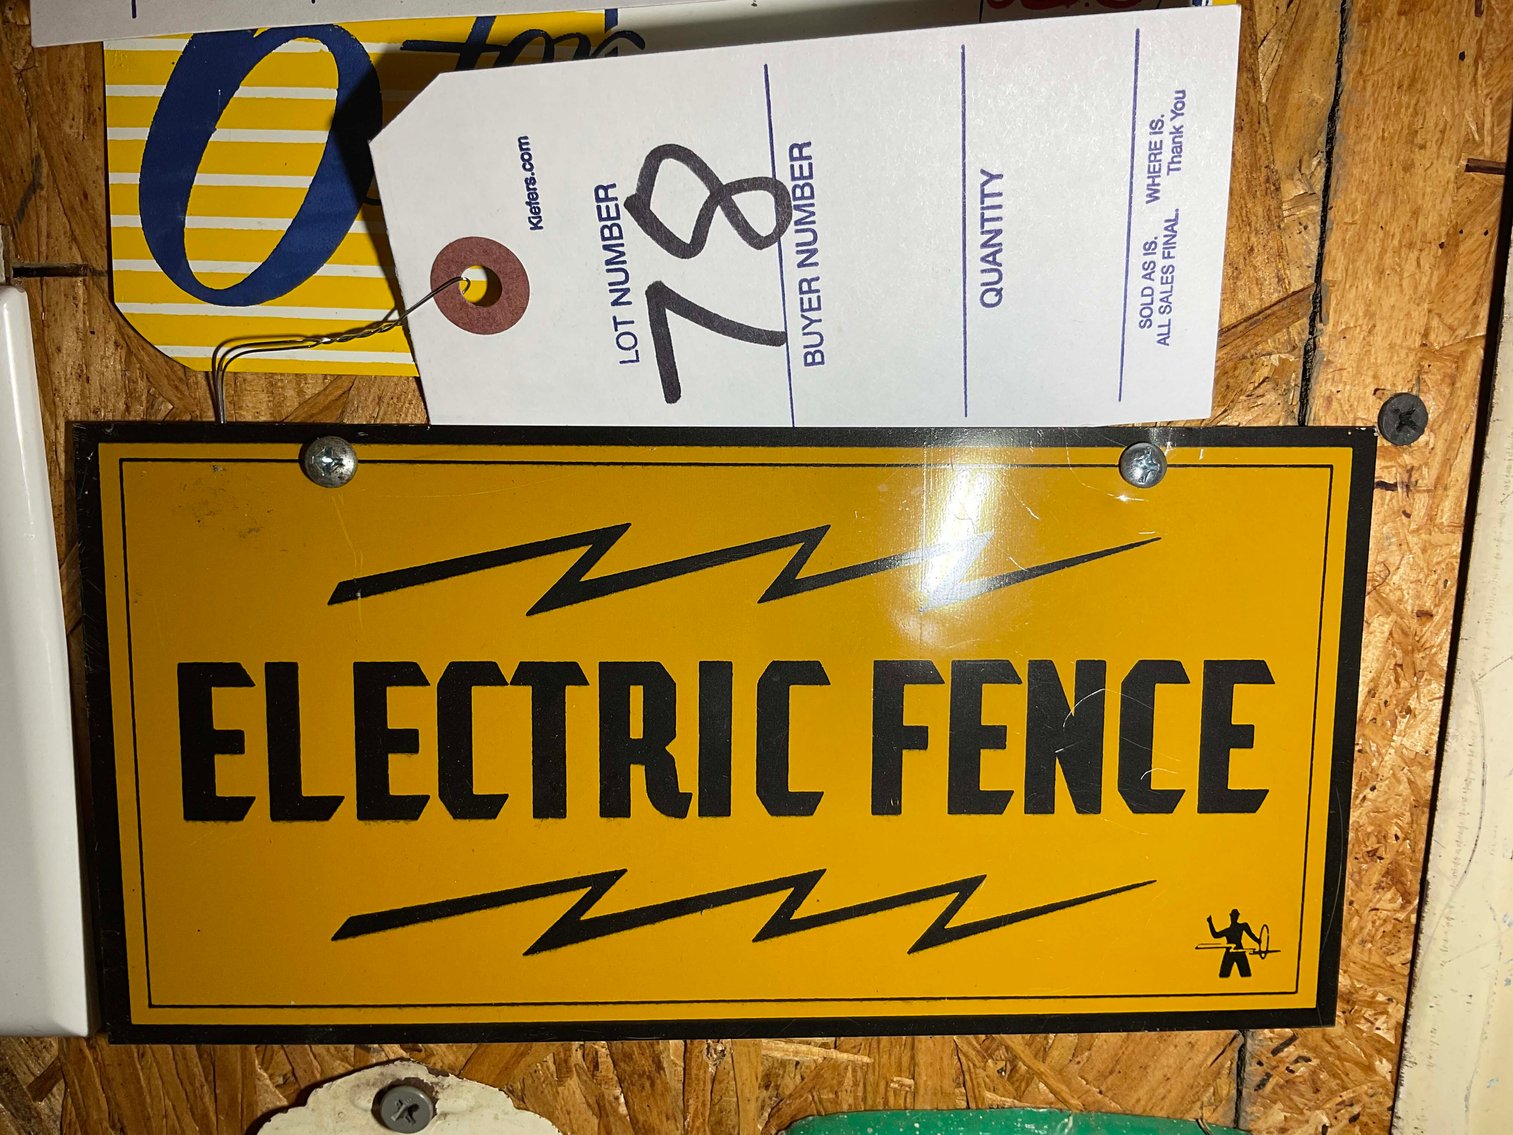 Kiefers.com
LOT NUMBER
78
BUYER NUMBER
QUANTITY
SOLD AS IS. WHERE IS.
ALL SALES FINAL. Thank You
ELECTRIC FENCE